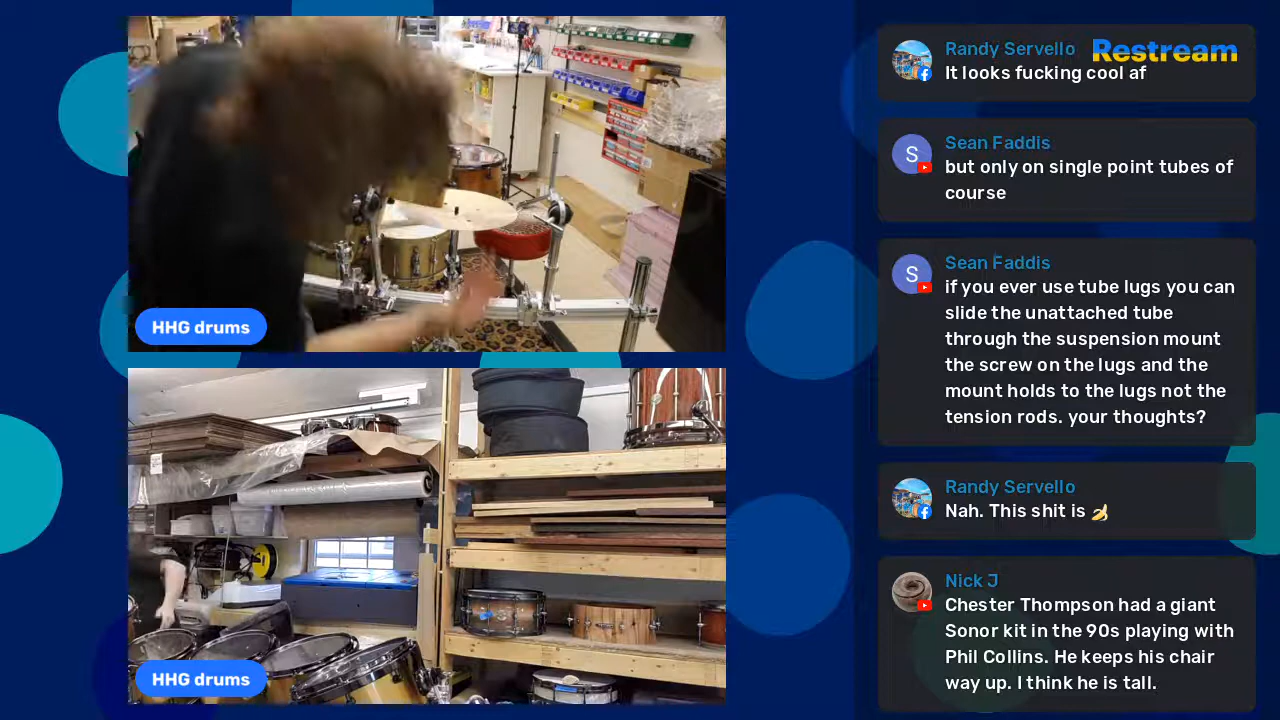 HHG drums
HHG drums
Restream
Randy Servello
It looks fucking cool af
S
Sean Faddis
but only on single point tubes of
course
S
Sean Faddis
if you ever use tube lugs you can
slide the unattached tube
through the suspension mount
the screw on the lugs and the
mount holds to the lugs not the
tension rods. your thoughts?
Randy Servello
Nah. This shit is 🍌
Nick J
Chester Thompson had a giant
Sonor kit in the 90s playing with
Phil Collins. He keeps his chair
way up. I think he is tall.